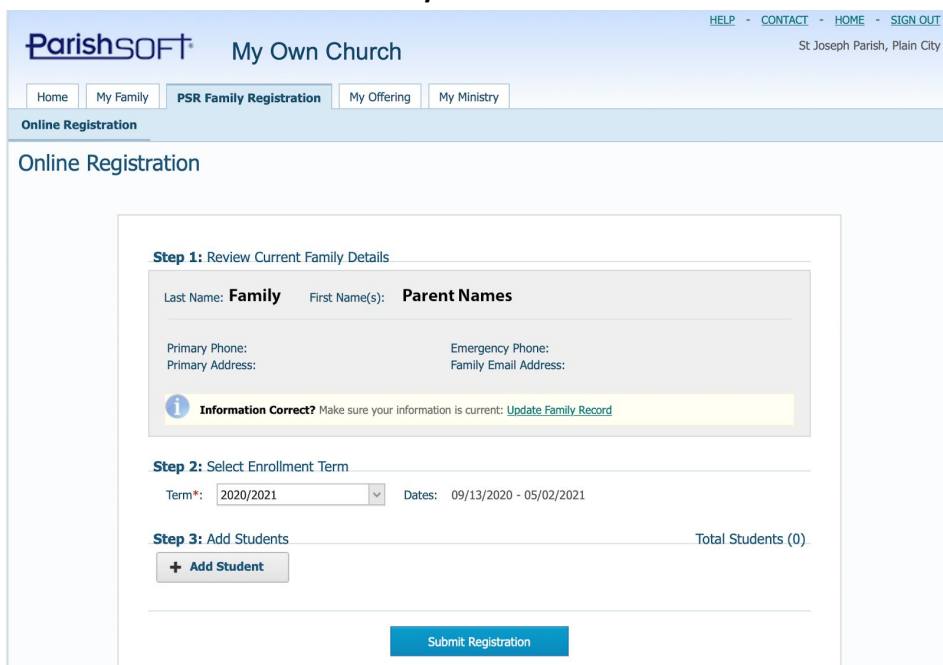 HELP - CONTACT - HOME - SIGN OUT
ParishSOFT My Own Church
St Joseph Parish, Plain City
Home My Family PSR Family Registration My Offering My Ministry
Online Registration
Online Registration
Step 1: Review Current Family Details
Last Name: Family First Name(s): Parent Names
Primary Phone: Emergency Phone:
Primary Address: Family Email Address:
Information Correct? Make sure your information is current: Update Family Record
Step 2: Select Enrollment Term
Term*: 2020/2021 Dates: 09/13/2020 - 05/02/2021
Step 3: Add Students Total Students (0)
+ Add Student
Submit Registration